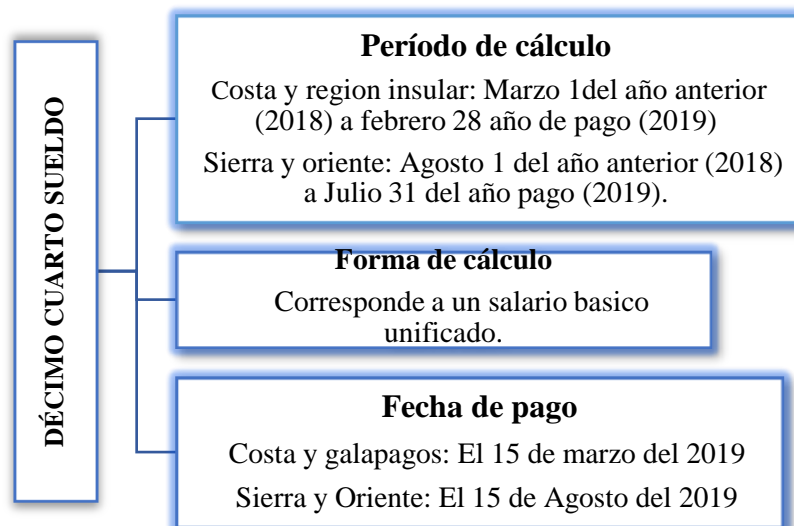 DÉCIMO CUARTO SUELDO
Período de cálculo
Costa y region insular: Marzo 1del año anterior
(2018) a febrero 28 año de pago (2019)
Sierra y oriente: Agosto 1 del año anterior (2018)
a Julio 31 del año pago (2019).
Forma de cálculo
Corresponde a un salario basico
unificado.
Fecha de pago
Costa y galapagos: El 15 de marzo del 2019
Sierra y Oriente: El 15 de Agosto del 2019